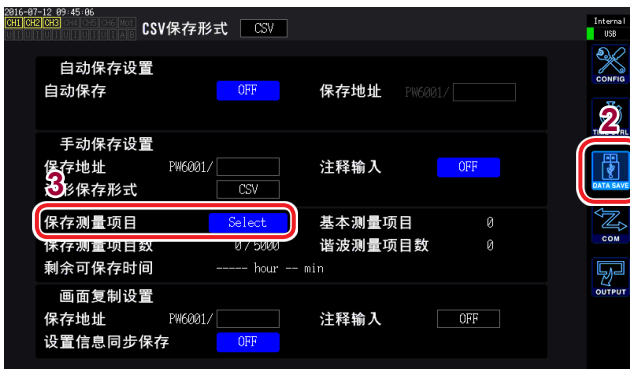 2016-07-12 09:45:06
CH1 CH2 CH3 CH4 CH5 CH6 Mot
U I U I U I U I U I U I A B
CSV保存形式 CSV
Internal
USB
自动保存设置
自动保存 OFF 保存地址 PW6001/
手动保存设置
保存地址 PW6001/ 注释输入 OFF
形保存形式 CSV
保存测量项目 Select 基本测量项目 0
保存测量项目数 0 / 5000 谐波测量项目数 0
剩余可保存时间 ----- hour -- min
画面复制设置
保存地址 PW6001/ 注释输入 OFF
设置信息同步保存 OFF
3
CONFIG
2
DATA SAVE
COM
OUTPUT